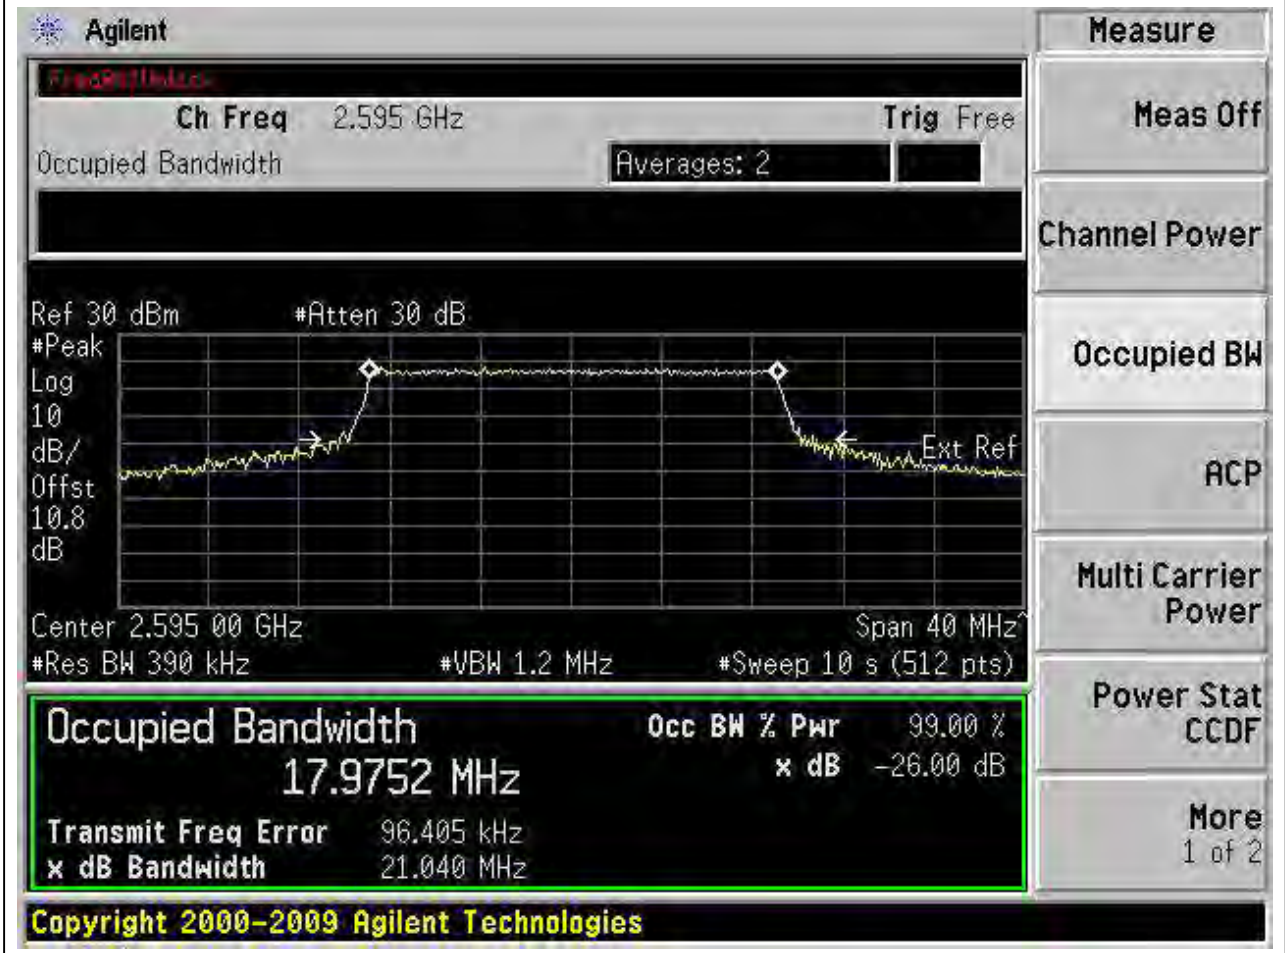 Agilent
Measure
Ch Freq 2.595 GHz Trig Free
Meas Off
Occupied Bandwidth Averages: 2
Channel Power
Ref 30 dBm #Atten 30 dB
#Peak
Log
10
dB/
Offst
10.8
dB
Ext Ref
Occupied BW
ACP
Center 2.595 00 GHz Span 40 MHz^
#Res BW 390 kHz #VBW 1.2 MHz #Sweep 10 s (512 pts)
Multi Carrier
Power
Occupied Bandwidth Occ BW % Pwr 99.00 %
17.9752 MHz x dB -26.00 dB
Transmit Freq Error 96.405 kHz
x dB Bandwidth 21.040 MHz
Power Stat
CCDF
More
1 of 2
Copyright 2000-2009 Agilent Technologies